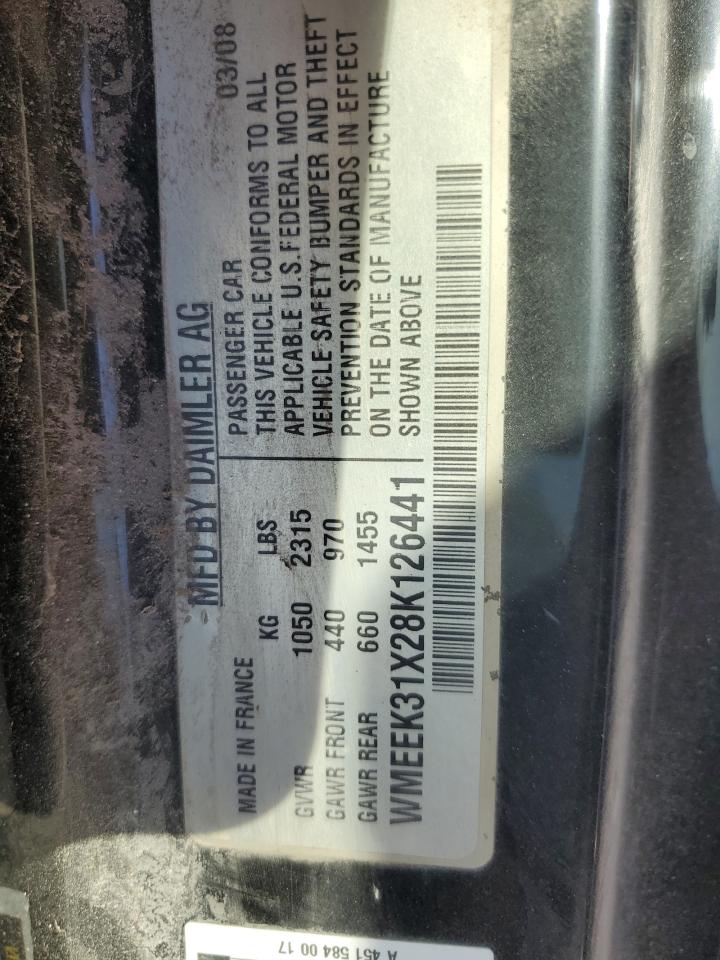 MFD BY DAIMLER AG 03/08
MADE IN FRANCE
KG LBS
GVWR 1050 2315
GAWR FRONT 440 970
GAWR REAR 660 1455
PASSENGER CAR
THIS VEHICLE CONFORMS TO ALL
APPLICABLE U.S.FEDERAL MOTOR
VEHICLE SAFETY BUMPER AND THEFT
PREVENTION STANDARDS IN EFFECT
ON THE DATE OF MANUFACTURE
SHOWN ABOVE
WMEEK31X28K126441
A 451 584 00 17